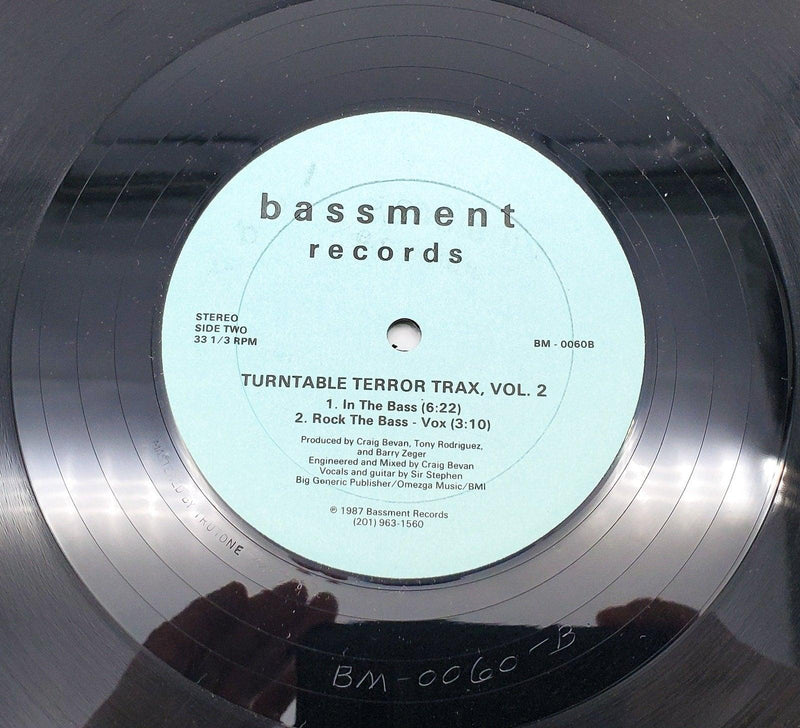 bassment
records
STEREO
SIDE TWO
33 1/3 RPM
BM - 0060B
TURNTABLE TERROR TRAX, VOL. 2
1. In The Bass (6:22)
2. Rock The Bass - Vox (3:10)
Produced by Craig Bevan, Tony Rodriguez,
and Barry Zeger
Engineered and Mixed by Craig Bevan
Vocals and guitar by Sir Stephen
Big Generic Publisher/Omezga Music/BMI
℗ 1987 Bassment Records
(201) 963-1560
MASTERED BY TRUTONE
BM-0060-B